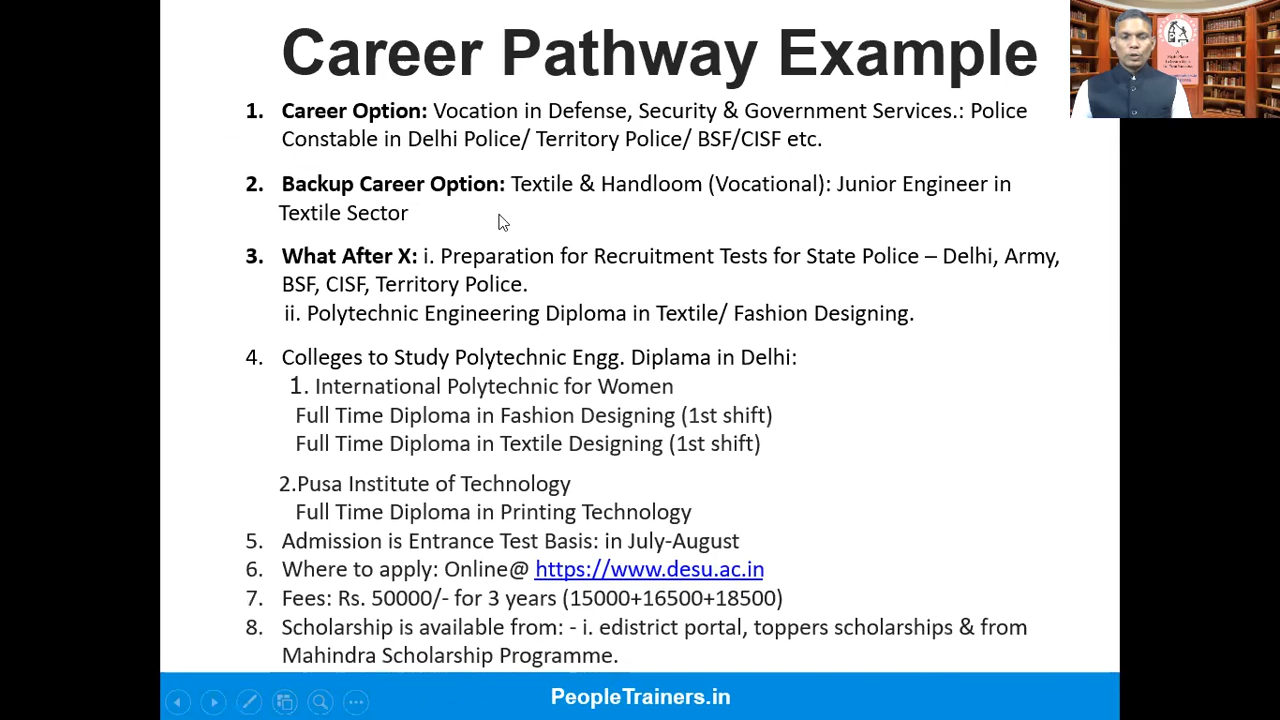 Career Pathway Example
1. Career Option: Vocation in Defense, Security & Government Services.: Police
Constable in Delhi Police/ Territory Police/ BSF/CISF etc.
2. Backup Career Option: Textile & Handloom (Vocational): Junior Engineer in
Textile Sector
3. What After X: i. Preparation for Recruitment Tests for State Police – Delhi, Army,
BSF, CISF, Territory Police.
ii. Polytechnic Engineering Diploma in Textile/ Fashion Designing.
4. Colleges to Study Polytechnic Engg. Diplama in Delhi:
1. International Polytechnic for Women
Full Time Diploma in Fashion Designing (1st shift)
Full Time Diploma in Textile Designing (1st shift)
2.Pusa Institute of Technology
Full Time Diploma in Printing Technology
5. Admission is Entrance Test Basis: in July-August
6. Where to apply: Online@ https://www.desu.ac.in
7. Fees: Rs. 50000/- for 3 years (15000+16500+18500)
8. Scholarship is available from: - i. edistrict portal, toppers scholarships & from
Mahindra Scholarship Programme.
PeopleTrainers.in